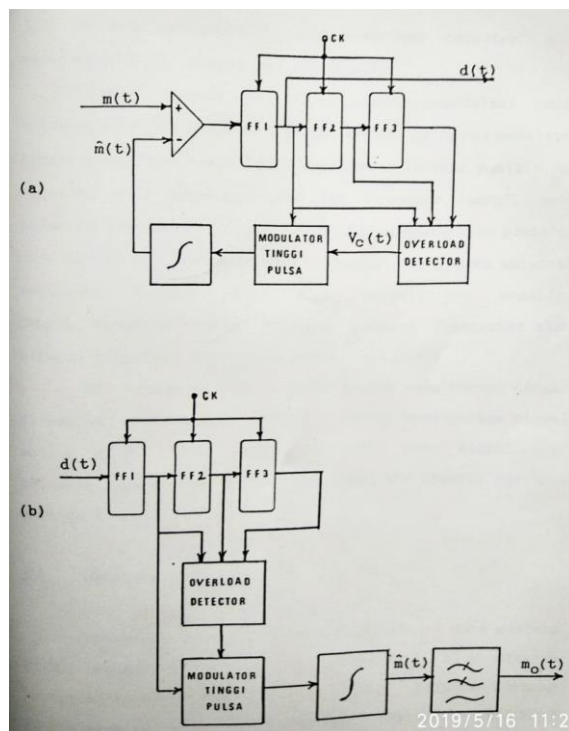 CK
d(t)
m(t)
+
FF1
FF2
FF3
m̂(t)
-
(a)
∫
MODULATOR
TINGGI
PULSA
V_C(t)
OVERLOAD
DETECTOR
CK
d(t)
FF1
FF2
FF3
(b)
OVERLOAD
DETECTOR
MODULATOR
TINGGI
PULSA
∫
m̂(t)
m_o(t)
2019/5/16 11:2